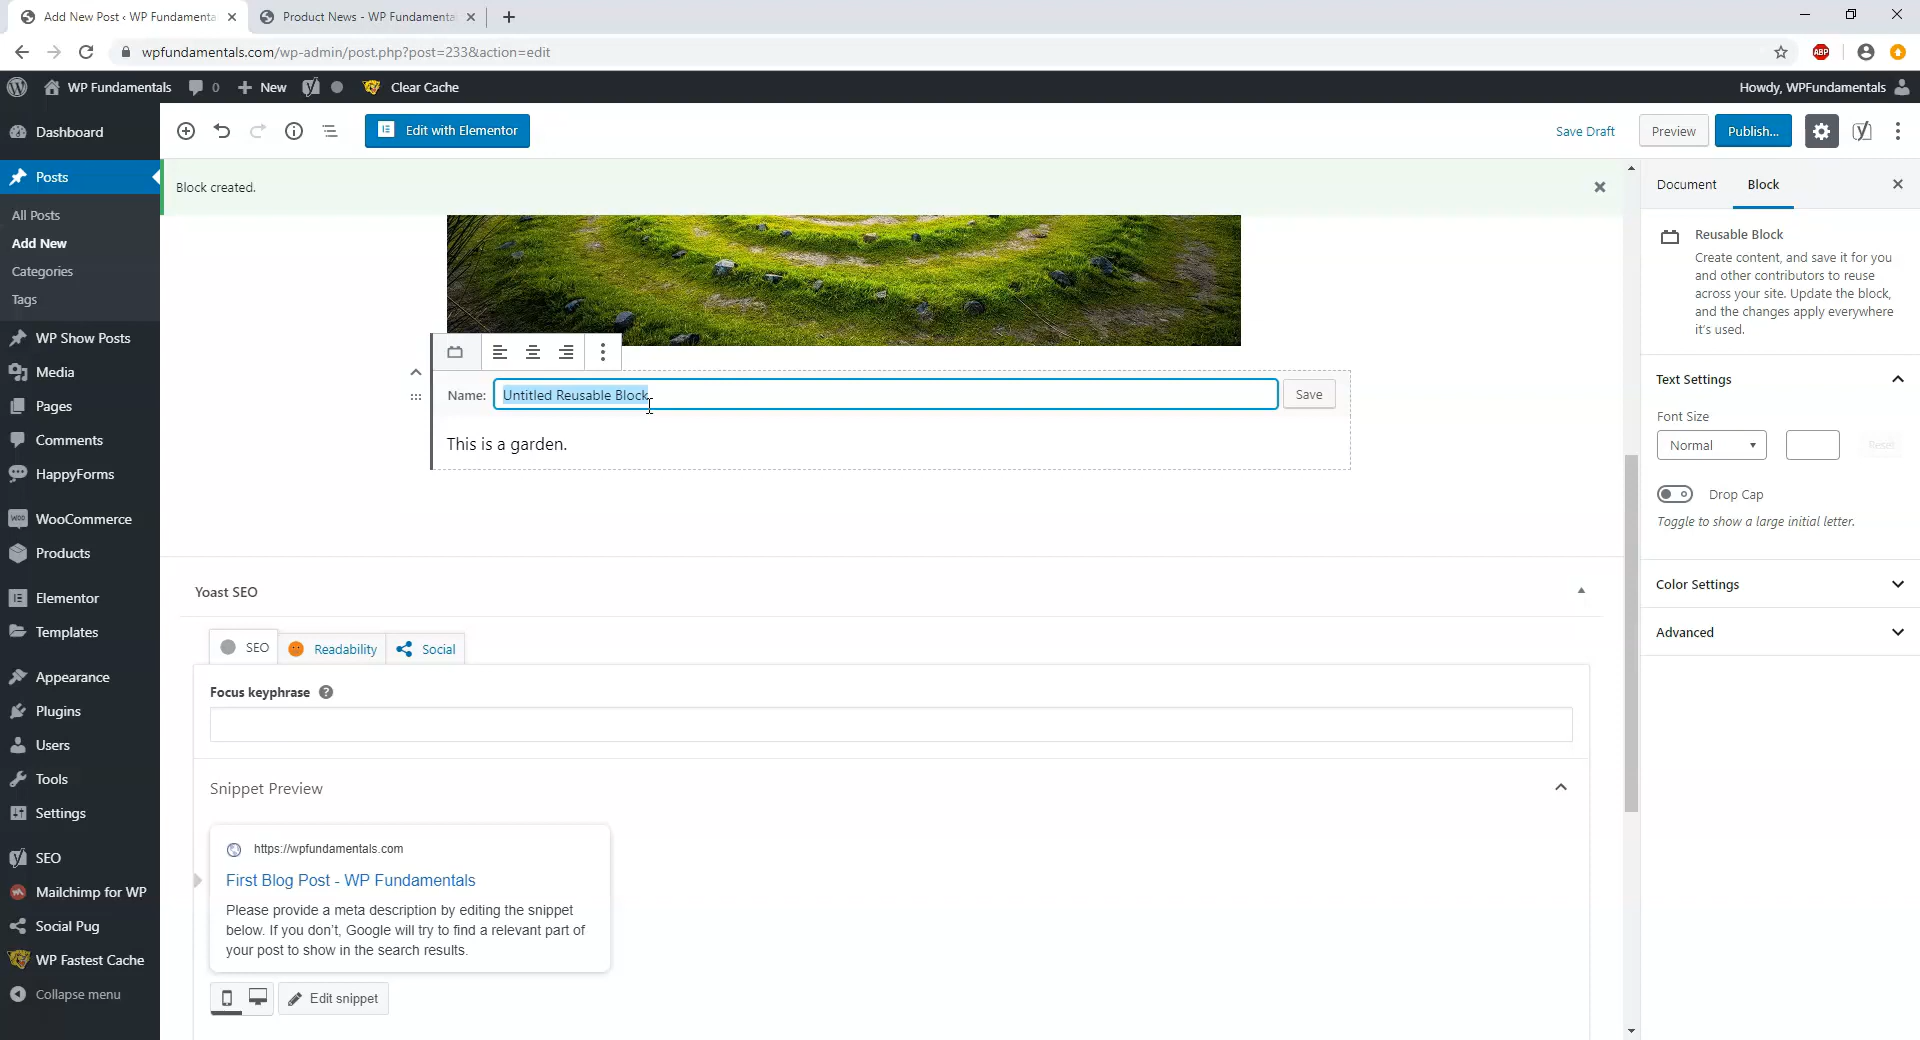 Add New Post ‹ WP Fundamenta
Product News - WP Fundamenta
wpfundamentals.com/wp-admin/post.php?post=233&action=edit
ABP
WP Fundamentals
0
New
Clear Cache
Howdy, WPFundamentals
Dashboard
Posts
All Posts
Add New
Categories
Tags
WP Show Posts
Media
Pages
Comments
HappyForms
WooCommerce
Products
Elementor
Templates
Appearance
Plugins
Users
Tools
Settings
SEO
Mailchimp for WP
Social Pug
WP Fastest Cache
Collapse menu
Edit with Elementor
Save Draft
Preview
Publish...
Block created.
Name:
Untitled Reusable Block
Save
This is a garden.
Yoast SEO
SEO
Readability
Social
Focus keyphrase
Snippet Preview
https://wpfundamentals.com
First Blog Post - WP Fundamentals
Please provide a meta description by editing the snippet
below. If you don't, Google will try to find a relevant part of
your post to show in the search results.
Edit snippet
Document
Block
Reusable Block
Create content, and save it for you
and other contributors to reuse
across your site. Update the block,
and the changes apply everywhere
it's used.
Text Settings
Font Size
Normal
Reset
Drop Cap
Toggle to show a large initial letter.
Color Settings
Advanced